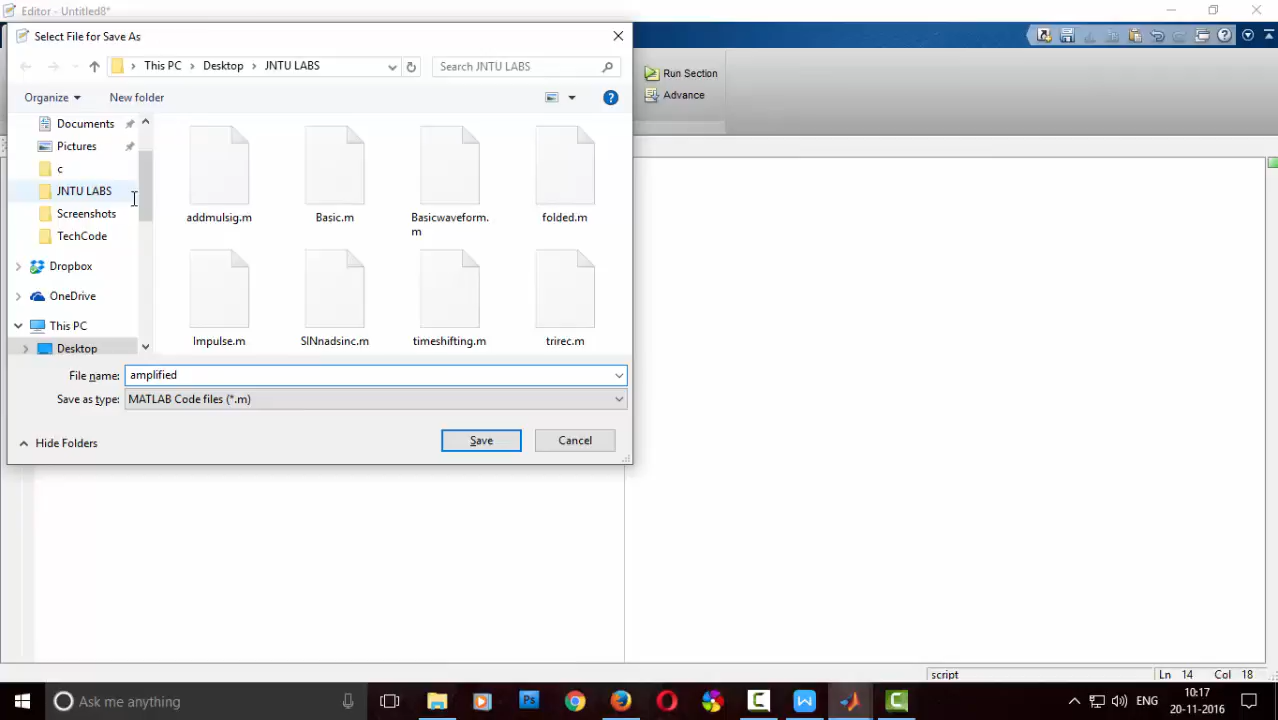 Editor - Untitled8*
Select File for Save As
This PC > Desktop > JNTU LABS
Search JNTU LABS
Organize
New folder
Run Section
Advance
Documents
Pictures
c
JNTU LABS
Screenshots
TechCode
Dropbox
OneDrive
This PC
Desktop
addmulsig.m
Basic.m
Basicwaveform.
m
folded.m
Impulse.m
SINnadsinc.m
timeshifting.m
trirec.m
File name: amplified
Save as type: MATLAB Code files (*.m)
Hide Folders
Save
Cancel
script
Ln 14 Col 18
Ask me anything
ENG
10:17
20-11-2016